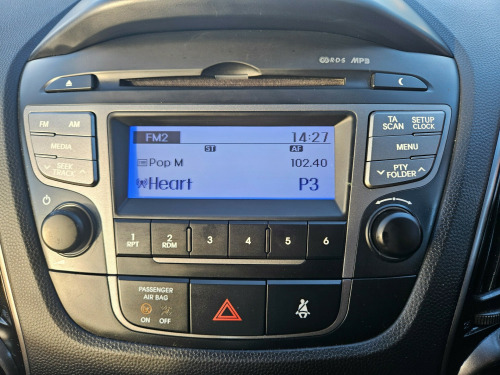 RDS MP3
FM AM
MEDIA
SEEK
TRACK
FM2 14:27
ST AF
Pop M 102.40
Heart P3
TA
SCAN
SETUP
CLOCK
MENU
PTY
FOLDER
1
RPT
2
RDM
3
4
5
6
PASSENGER
AIR BAG
ON OFF